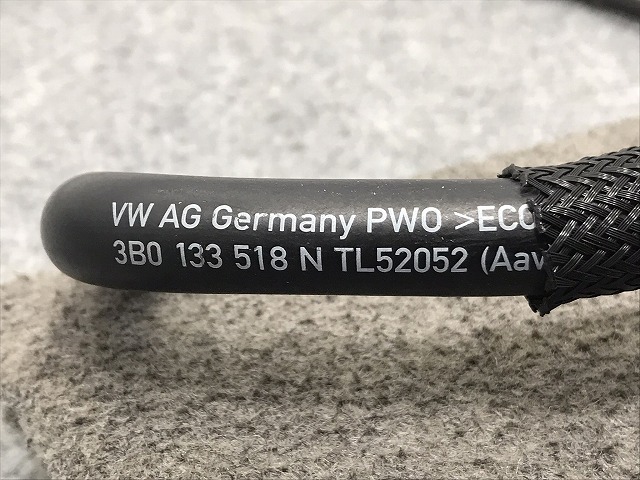 VW AG Germany PWO >ECO
3B0 133 518 N TL52052 (Aav